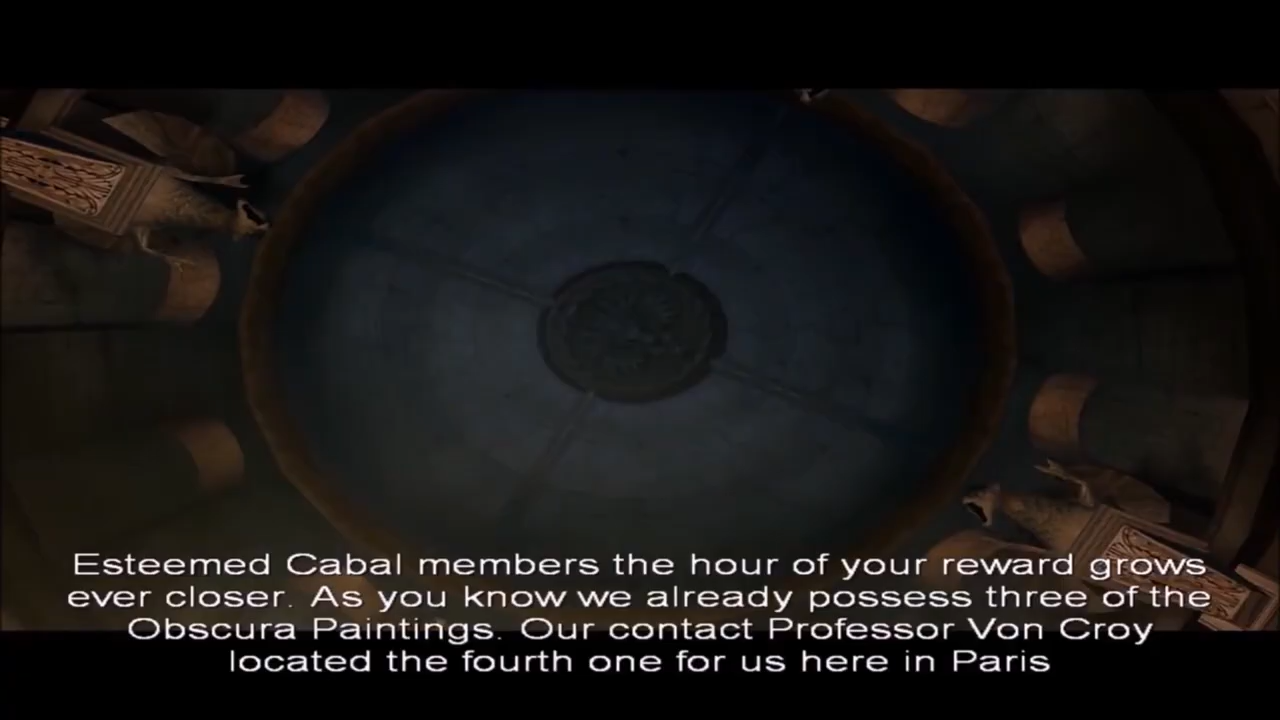 Esteemed Cabal members the hour of your reward grows
ever closer. As you know we already possess three of the
Obscura Paintings. Our contact Professor Von Croy
located the fourth one for us here in Paris